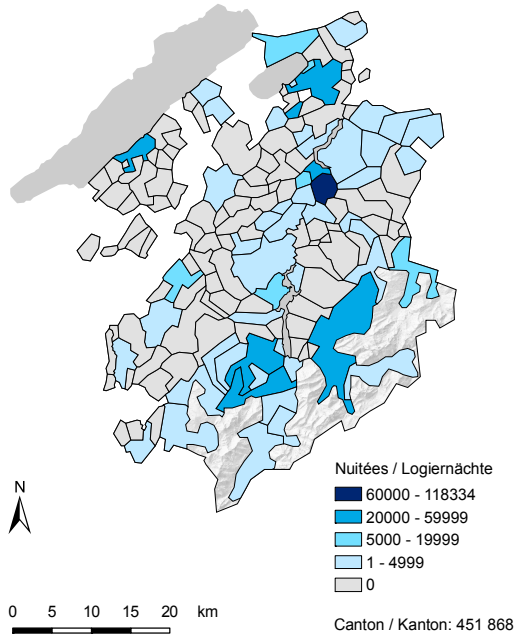 Nuitées / Logiernächte
60000 - 118334
20000 - 59999
5000 - 19999
1 - 4999
0
N
0 5 10 15 20 km
Canton / Kanton: 451 868